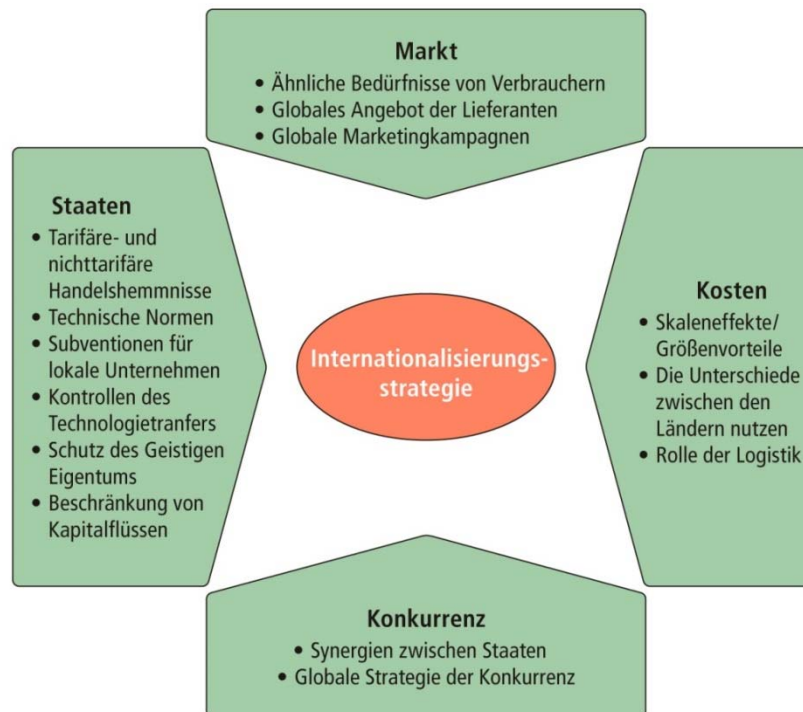 Markt
• Ähnliche Bedürfnisse von Verbrauchern
• Globales Angebot der Lieferanten
• Globale Marketingkampagnen
Staaten
• Tarifäre- und
nichttarifäre
Handelshemmnisse
• Technische Normen
• Subventionen für
lokale Unternehmen
• Kontrollen des
Technologietranfers
• Schutz des Geistigen
Eigentums
• Beschränkung von
Kapitalflüssen
Internationalisierungs-
strategie
Kosten
• Skaleneffekte/
Größenvorteile
• Die Unterschiede
zwischen den
Ländern nutzen
• Rolle der Logistik
Konkurrenz
• Synergien zwischen Staaten
• Globale Strategie der Konkurrenz